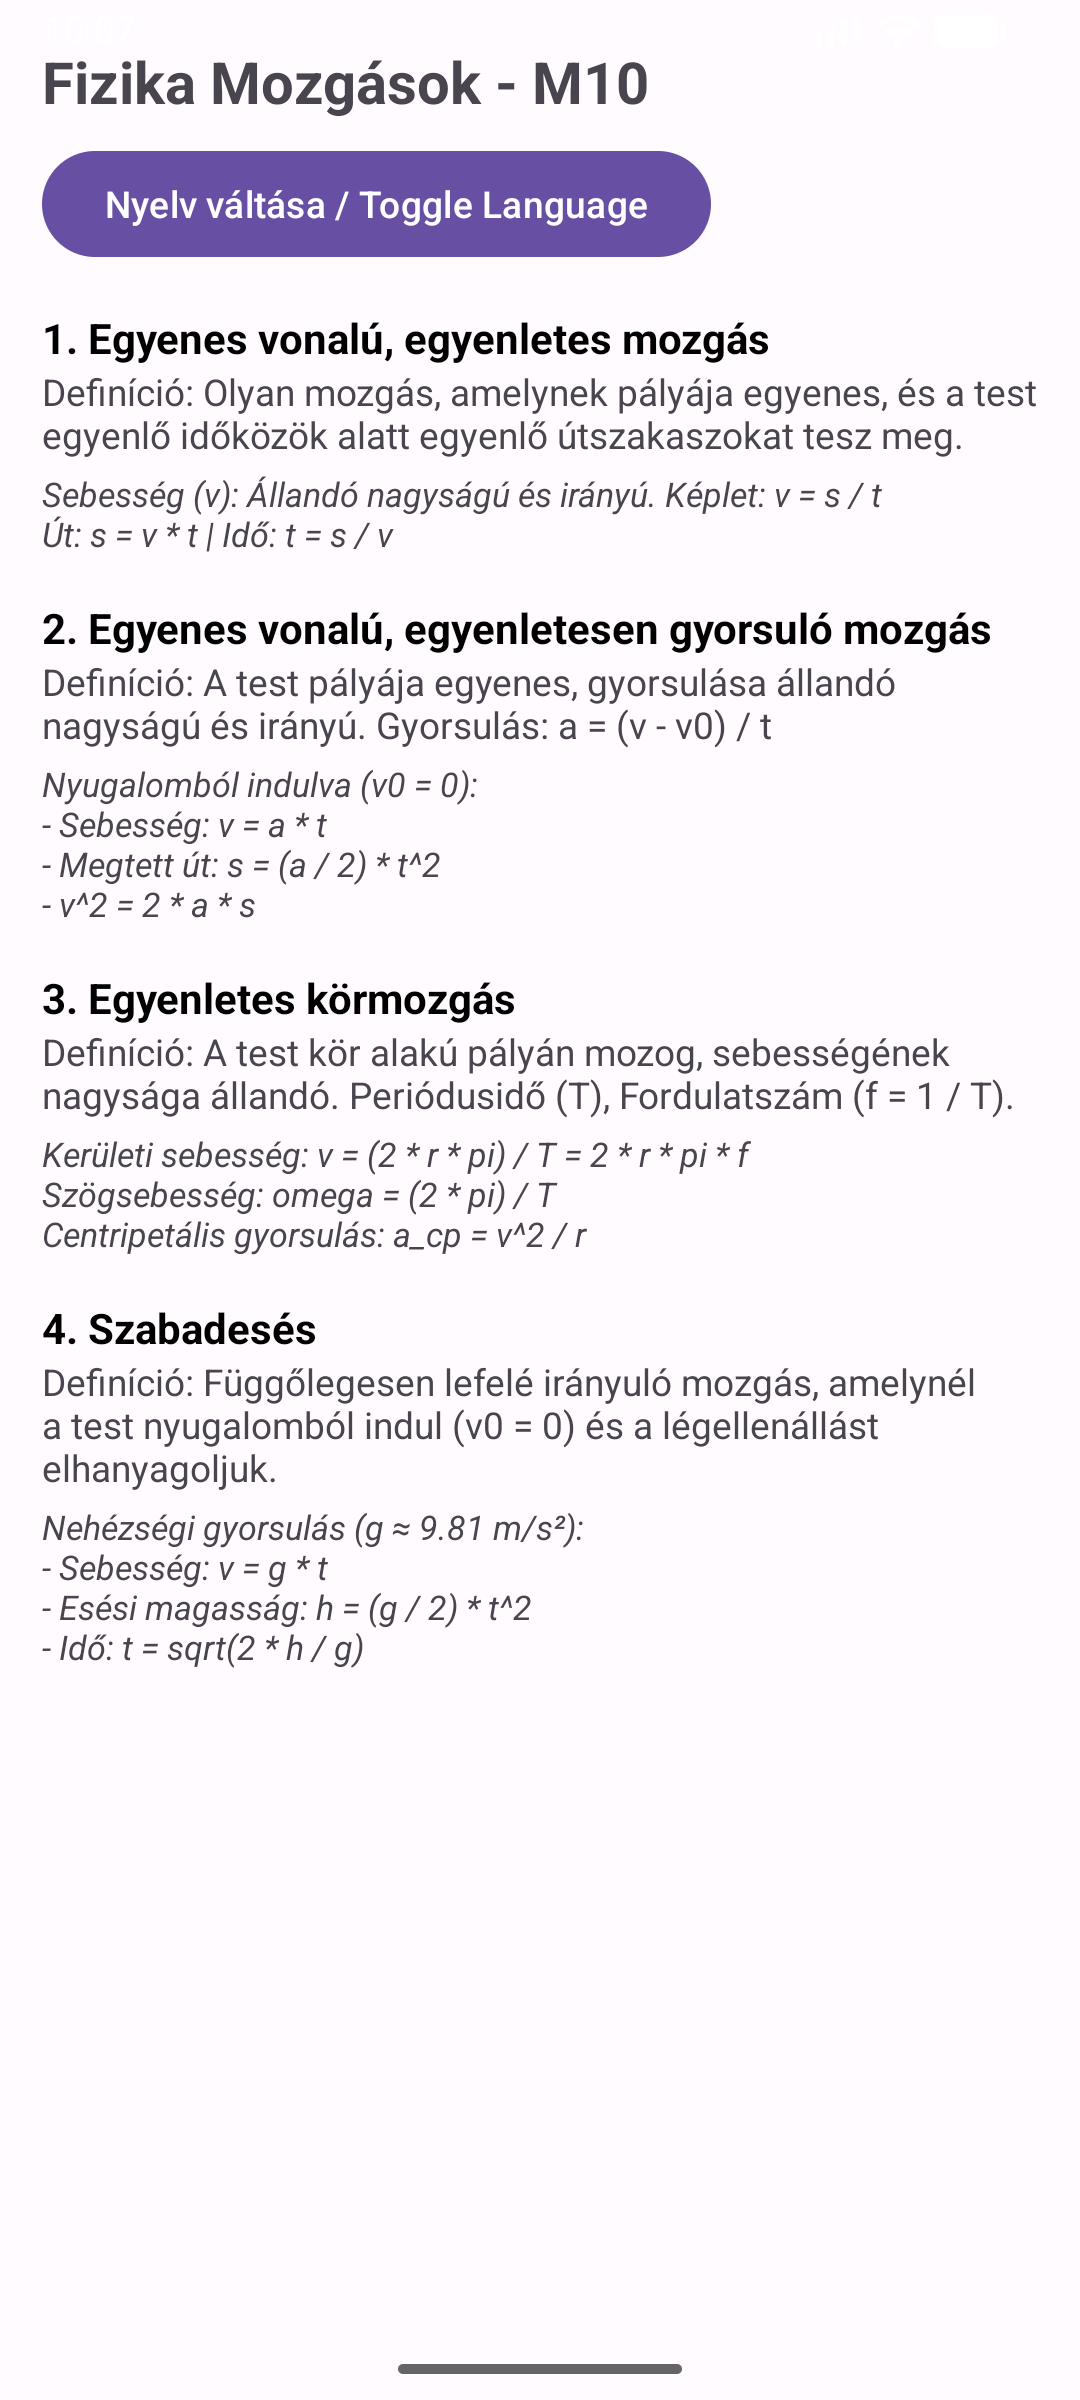 Fizika Mozgások - M10
Nyelv váltása / Toggle Language
1. Egyenes vonalú, egyenletes mozgás
Definíció: Olyan mozgás, amelynek pályája egyenes, és a test
egyenlő időközök alatt egyenlő útszakaszokat tesz meg.
Sebesség (v): Állandó nagyságú és irányú. Képlet: v = s / t
Út: s = v * t | Idő: t = s / v
2. Egyenes vonalú, egyenletesen gyorsuló mozgás
Definíció: A test pályája egyenes, gyorsulása állandó
nagyságú és irányú. Gyorsulás: a = (v - v0) / t
Nyugalomból indulva (v0 = 0):
- Sebesség: v = a * t
- Megtett út: s = (a / 2) * t^2
- v^2 = 2 * a * s
3. Egyenletes körmozgás
Definíció: A test kör alakú pályán mozog, sebességének
nagysága állandó. Periódusidő (T), Fordulatszám (f = 1 / T).
Kerületi sebesség: v = (2 * r * pi) / T = 2 * r * pi * f
Szögsebesség: omega = (2 * pi) / T
Centripetális gyorsulás: a_cp = v^2 / r
4. Szabadesés
Definíció: Függőlegesen lefelé irányuló mozgás, amelynél
a test nyugalomból indul (v0 = 0) és a légellenállást
elhanyagoljuk.
Nehézségi gyorsulás (g ≈ 9.81 m/s²):
- Sebesség: v = g * t
- Esési magasság: h = (g / 2) * t^2
- Idő: t = sqrt(2 * h / g)